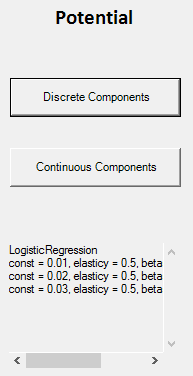 Potential
Discrete Components
Continuous Components
LogisticRegression
const = 0.01, elasticy = 0.5, beta
const = 0.02, elasticy = 0.5, beta
const = 0.03, elasticy = 0.5, beta